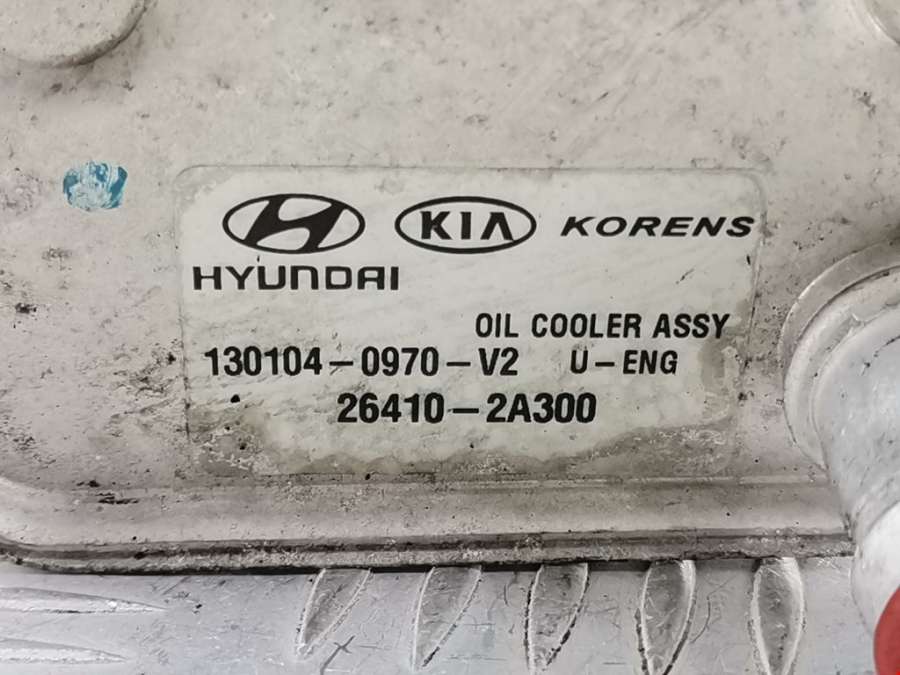 KIA KORENS
HYUNDAI
OIL COOLER ASSY
130104-0970-V2 U-ENG
26410-2A300